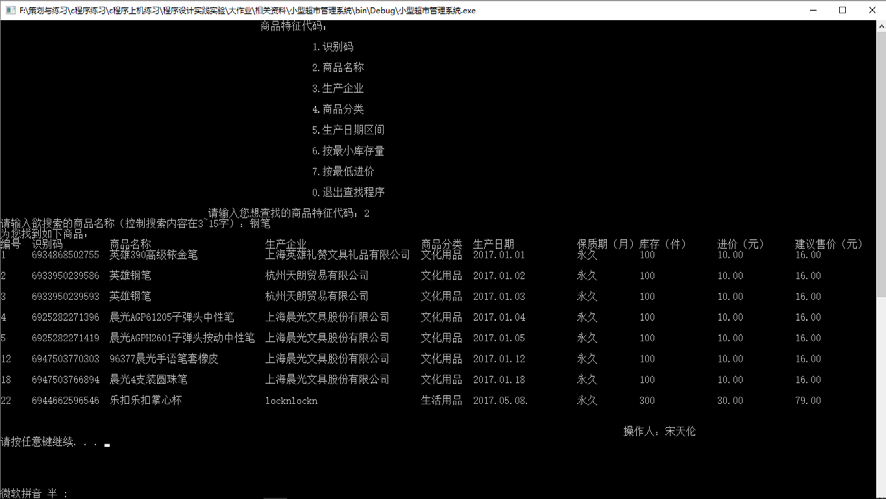 F:\策划与练习\c程序练习\c程序上机练习\程序设计实践实验\大作业\相关资料\小型超市管理系统\bin\Debug\小型超市管理系统.exe
商品特征代码:
1.识别码
2.商品名称
3.生产企业
4.商品分类
5.生产日期区间
6.按最小库存量
7.按最低进价
0.退出查找程序
请输入您想查找的商品特征代码：2
请输入欲搜索的商品名称（控制搜索内容在3~15字）：钢笔
为您找到如下商品：
编号 识别码 商品名称 生产企业 商品分类 生产日期 保质期（月） 库存（件） 进价（元） 建议售价（元）
1 6934868502755 英雄390高级铱金笔 上海英雄礼赞文具礼品有限公司 文化用品 2017.01.01 永久 100 10.00 16.00
2 6933950239586 英雄钢笔 杭州天朗贸易有限公司 文化用品 2017.01.02 永久 100 10.00 16.00
3 6933950239593 英雄钢笔 杭州天朗贸易有限公司 文化用品 2017.01.03 永久 100 10.00 16.00
4 6925282271396 晨光AGP61205子弹头中性笔 上海晨光文具股份有限公司 文化用品 2017.01.04 永久 100 10.00 16.00
5 6925282271419 晨光AGPH2601子弹头按动中性笔 上海晨光文具股份有限公司 文化用品 2017.01.05 永久 100 10.00 16.00
12 6947503770303 96377晨光手语笔套橡皮 上海晨光文具股份有限公司 文化用品 2017.01.12 永久 100 10.00 16.00
18 6947503766894 晨光4支装圆珠笔 上海晨光文具股份有限公司 文化用品 2017.01.18 永久 100 10.00 16.00
22 6944662596546 乐扣乐扣掌心杯 locknlockn 生活用品 2017.05.08. 永久 300 30.00 79.00
操作人：宋天伦
请按任意键继续. . .
微软拼音 半 :